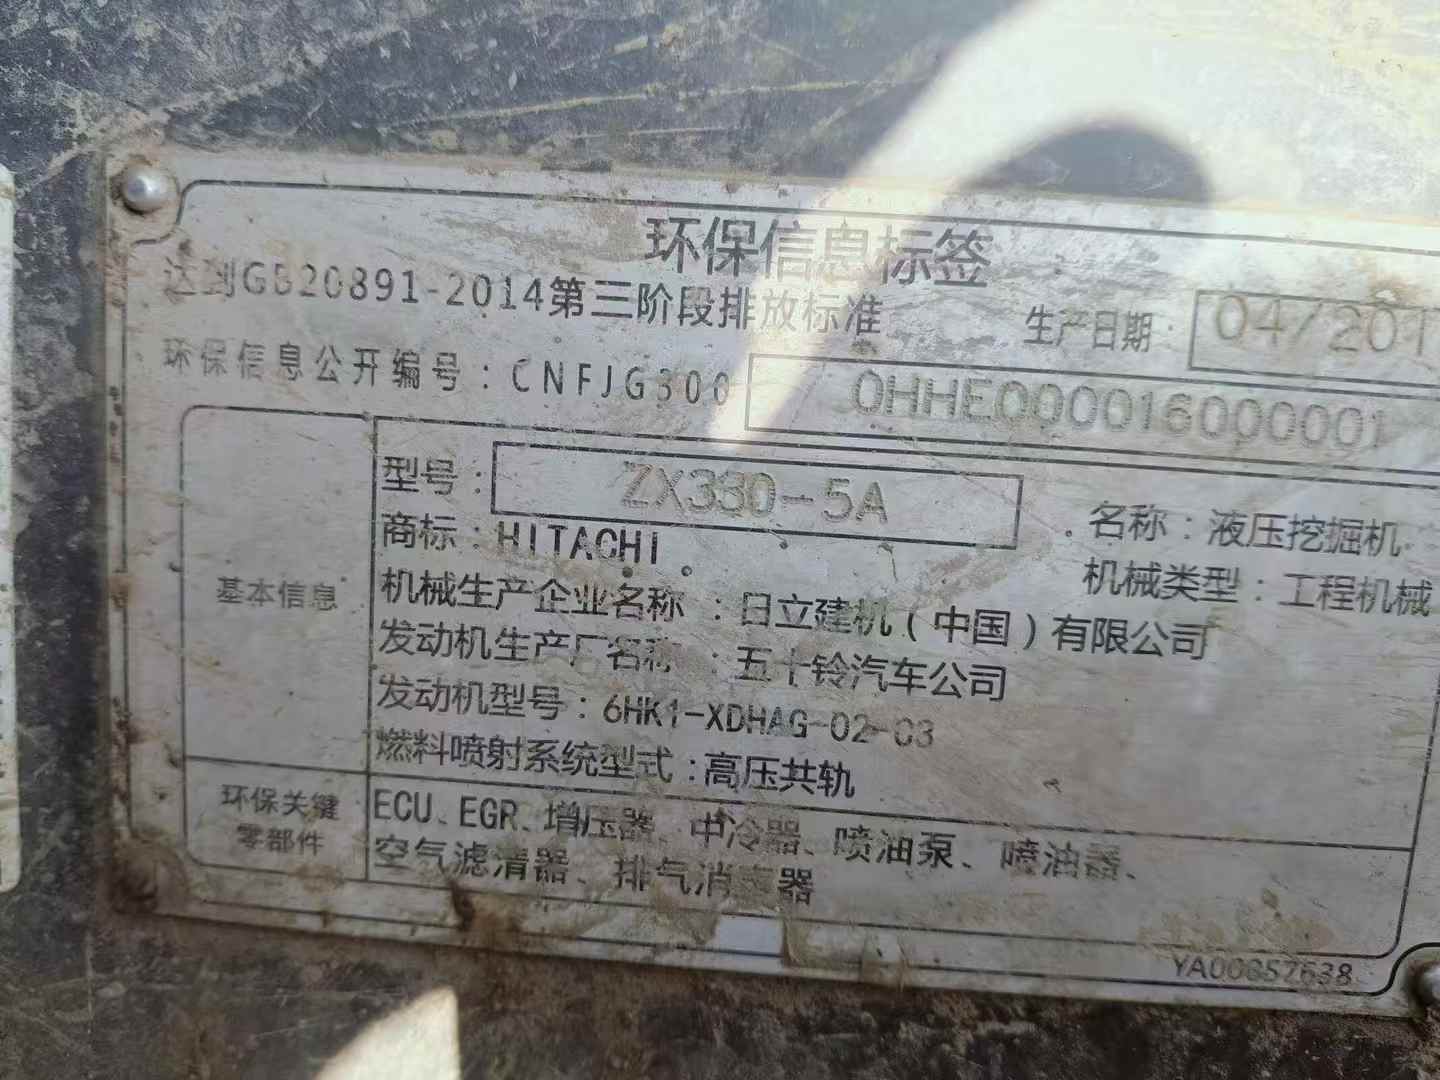 环保信息标签
达到GB20891-2014第三阶段排放标准
生产日期: 04/201
环保信息公开编号:CNFJG300 0HHE000016000001
型号: ZX330-5A
名称:液压挖掘机
商标:HITACHI
机械类型:工程机械
基本信息
机械生产企业名称:日立建机(中国)有限公司
发动机生产厂名称:五十铃汽车公司
发动机型号:6HK1-XDHAG-02-C3
燃料喷射系统型式:高压共轨
环保关键
零部件
ECU、EGR、增压器、中冷器、喷油泵、喷油器、
空气滤清器、排气消声器
YA00857638